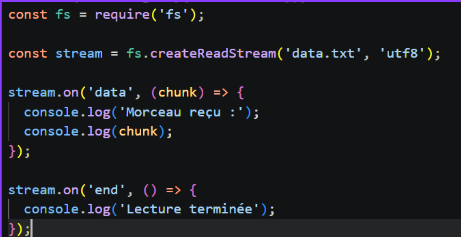 const fs = require('fs');
const stream = fs.createReadStream('data.txt', 'utf8');
stream.on('data', (chunk) => {
  console.log('Morceau reçu :');
  console.log(chunk);
});
stream.on('end', () => {
  console.log('Lecture terminée');
});